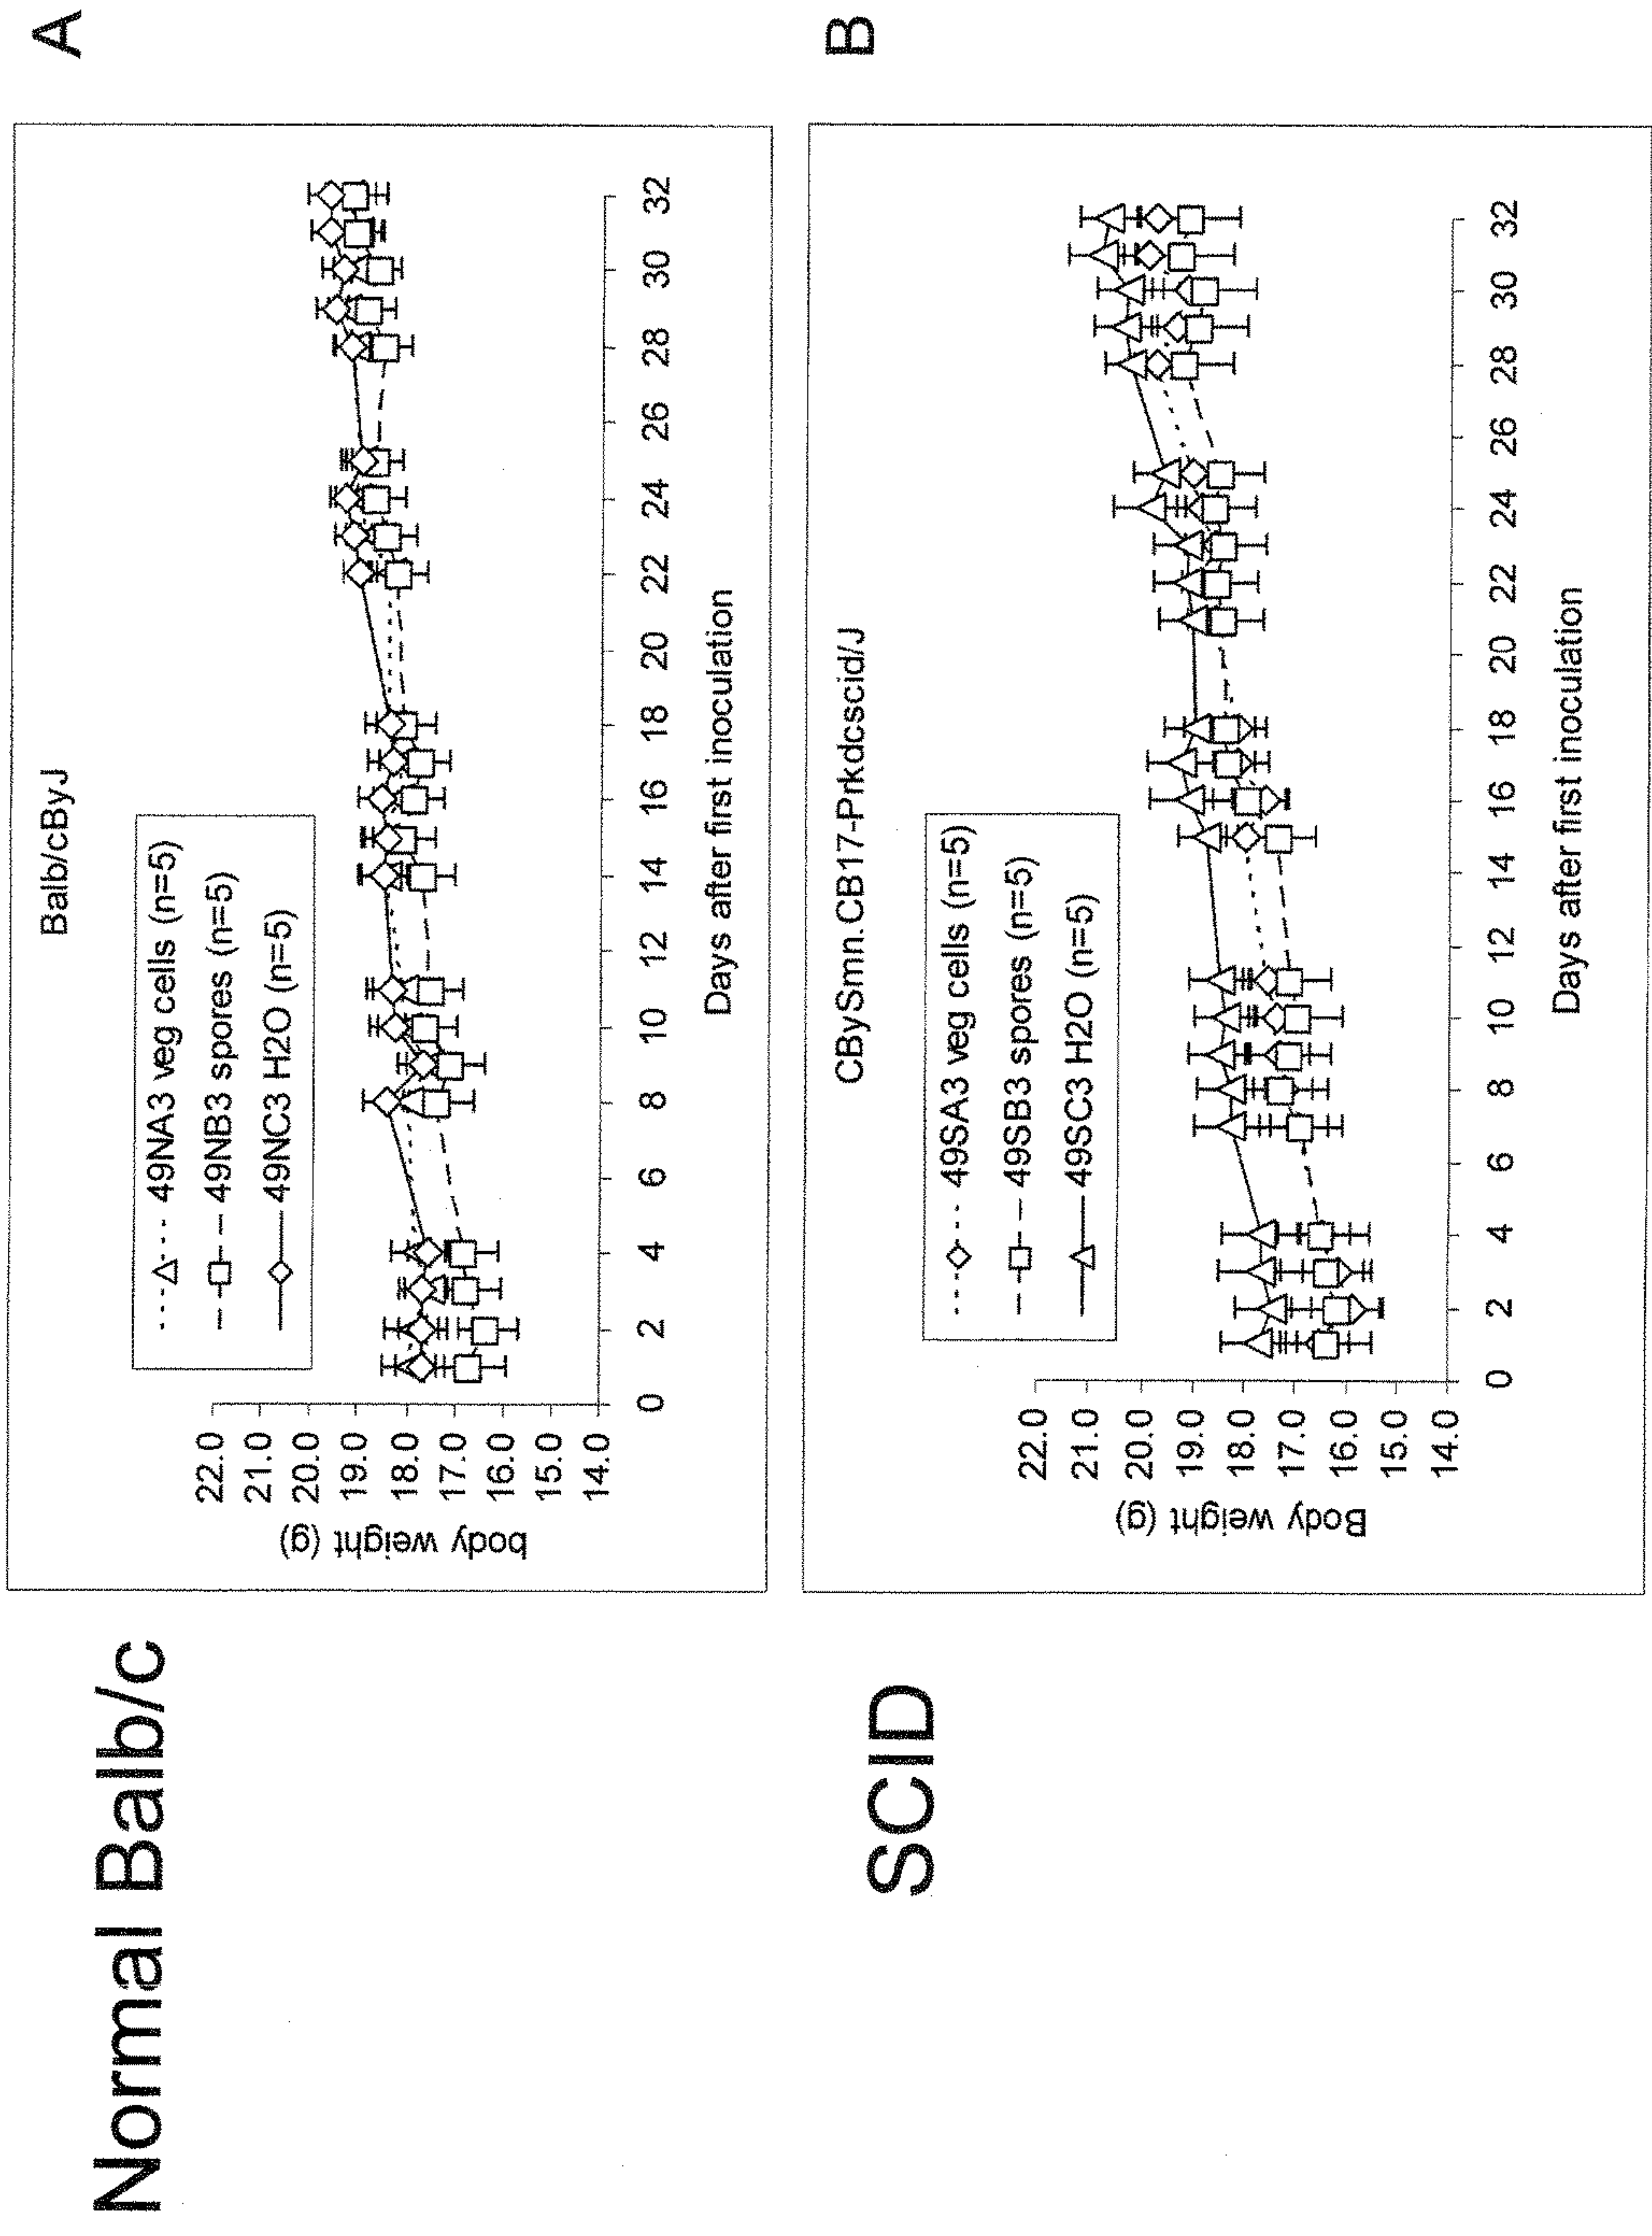 Normal Balb/c
A
Balb/cByJ
49NA3 veg cells (n=5)
49NB3 spores (n=5)
49NC3 H2O (n=5)
body weight (g)
22.0
21.0
20.0
19.0
18.0
17.0
16.0
15.0
14.0
0 2 4 6 8 10 12 14 16 18 20 22 24 26 28 30 32
Days after first inoculation
SCID
B
CBySmn.CB17-Prkdcscid/J
49SA3 veg cells (n=5)
49SB3 spores (n=5)
49SC3 H2O (n=5)
Body weight (g)
22.0
21.0
20.0
19.0
18.0
17.0
16.0
15.0
14.0
0 2 4 6 8 10 12 14 16 18 20 22 24 26 28 30 32
Days after first inoculation